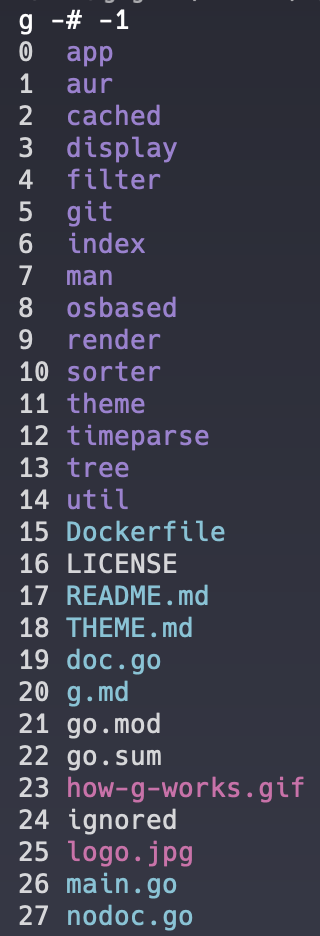 g -# -1
0 app
1 aur
2 cached
3 display
4 filter
5 git
6 index
7 man
8 osbased
9 render
10 sorter
11 theme
12 timeparse
13 tree
14 util
15 Dockerfile
16 LICENSE
17 README.md
18 THEME.md
19 doc.go
20 g.md
21 go.mod
22 go.sum
23 how-g-works.gif
24 ignored
25 logo.jpg
26 main.go
27 nodoc.go